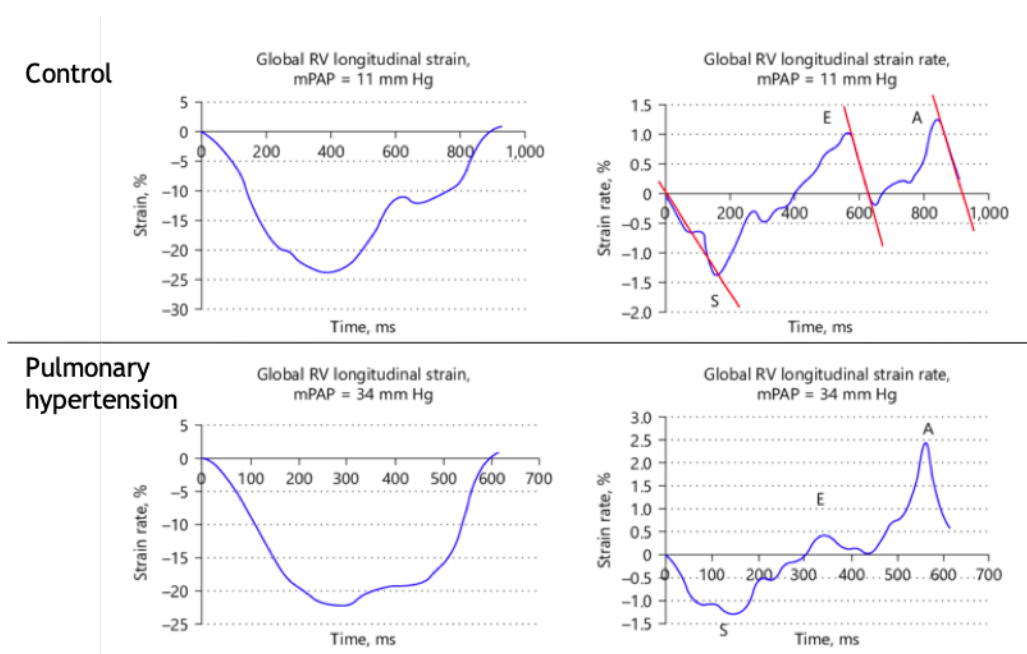 Control
Global RV longitudinal strain,
mPAP = 11 mm Hg
5
0
−5
−10
−15
−20
−25
−30
0 200 400 600 800 1,000
Strain, %
Time, ms
Global RV longitudinal strain rate,
mPAP = 11 mm Hg
1.5
1.0
0.5
0
−0.5
−1.0
−1.5
−2.0
0 200 400 600 800 1,000
E
A
S
Strain rate, %
Time, ms
Pulmonary
hypertension
Global RV longitudinal strain,
mPAP = 34 mm Hg
5
0
−5
−10
−15
−20
−25
0 100 200 300 400 500 600 700
Strain rate, %
Time, ms
Global RV longitudinal strain rate,
mPAP = 34 mm Hg
3.0
2.5
2.0
1.5
1.0
0.5
0
−0.5
−1.0
−1.5
0 100 200 300 400 500 600 700
E
A
S
Strain rate, %
Time, ms